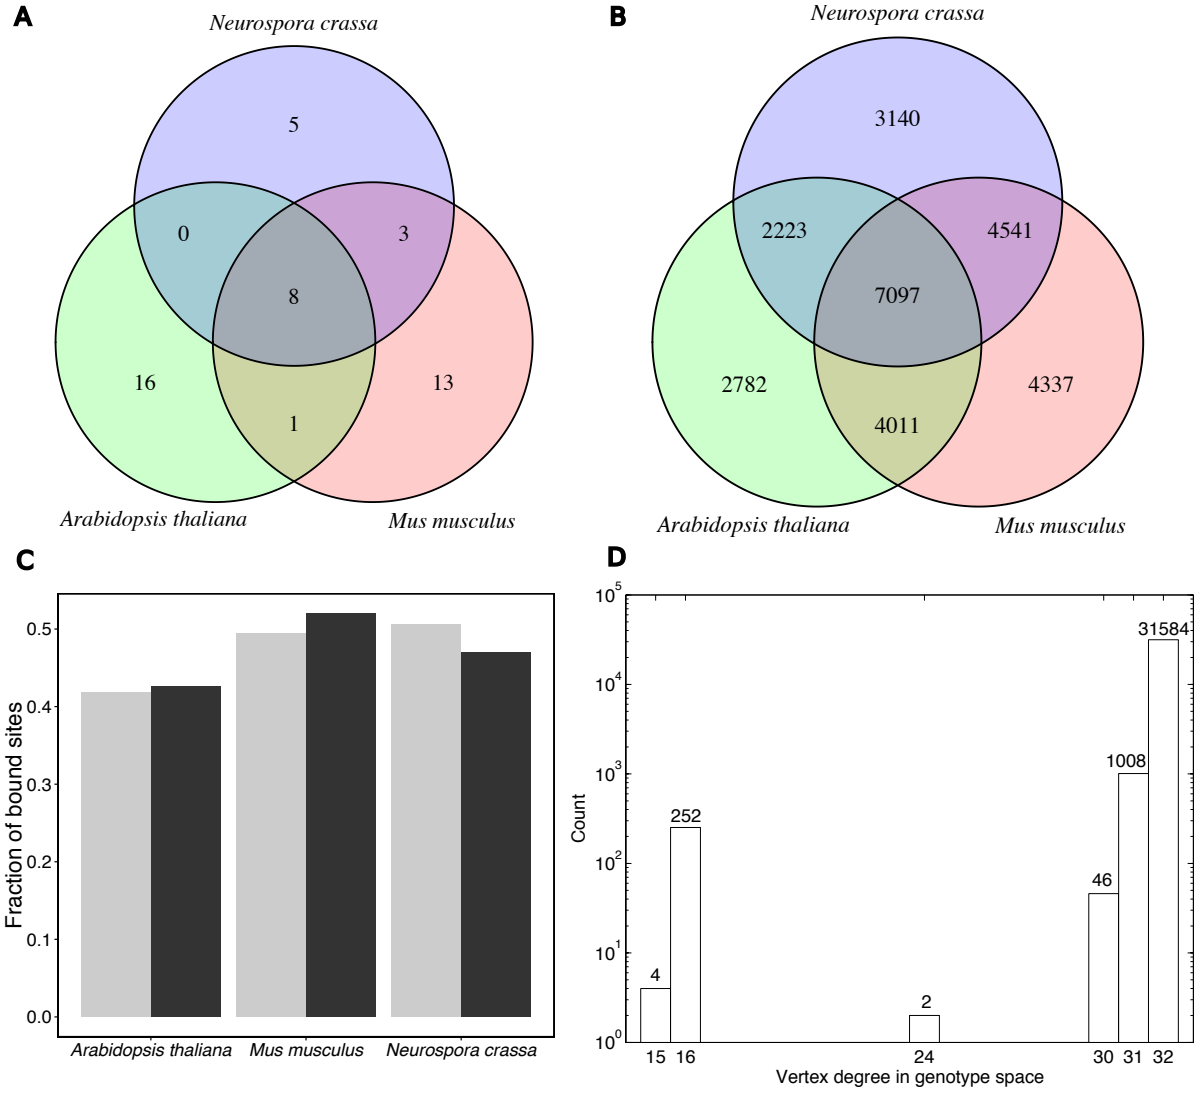 A
Neurospora crassa
5
0
3
8
16
13
1
Arabidopsis thaliana
Mus musculus
B
Neurospora crassa
3140
2223
4541
7097
2782
4337
4011
Arabidopsis thaliana
Mus musculus
C
Fraction of bound sites
0.5
0.4
0.3
0.2
0.1
0.0
Arabidopsis thaliana Mus musculus Neurospora crassa
D
Count
10^5
10^4
10^3
10^2
10^1
10^0
4
252
2
46
1008
31584
15 16 24 30 31 32
Vertex degree in genotype space